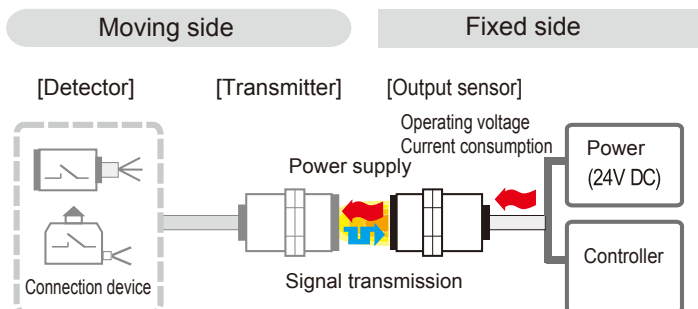 Moving side
Fixed side
[Detector]
[Transmitter]
[Output sensor]
Operating voltage
Current consumption
Power supply
Power
(24V DC)
Controller
Signal transmission
Connection device